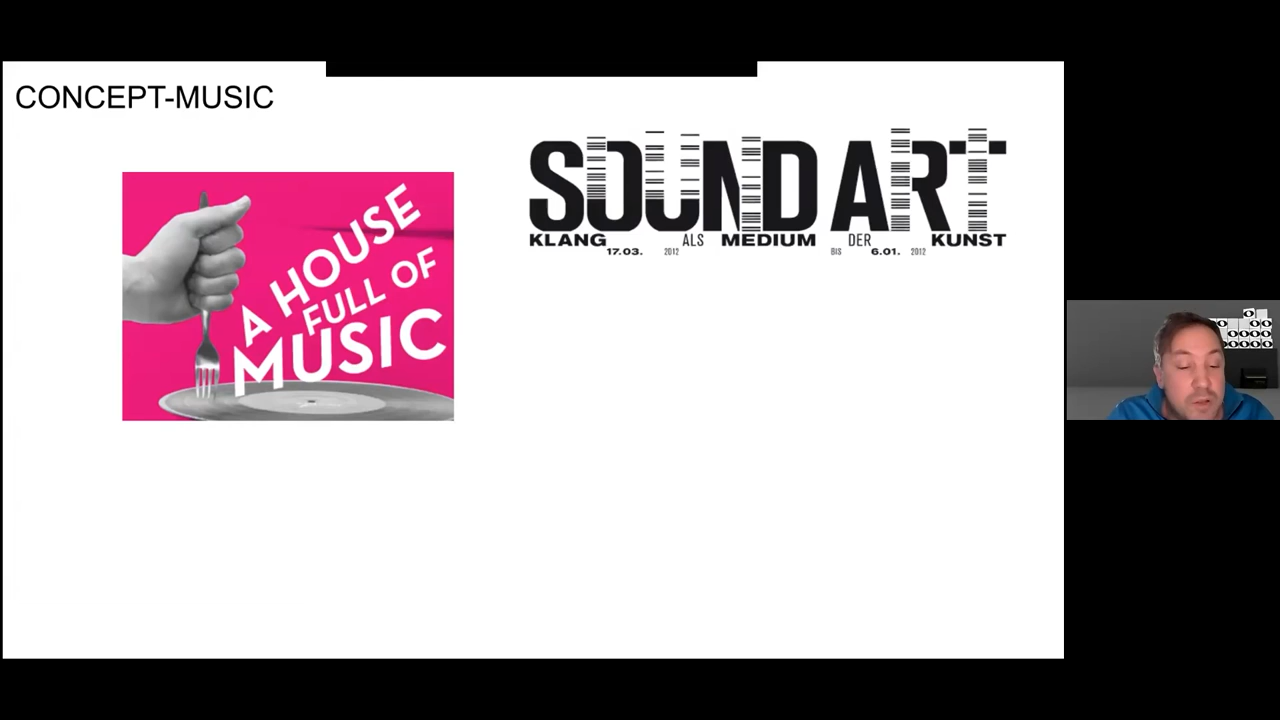 CONCEPT-MUSIC
A HOUSE
FULL OF
MUSIC
SOUND ART
KLANG ALS MEDIUM DER KUNST
17.03. 2012 BIS 6.01. 2012